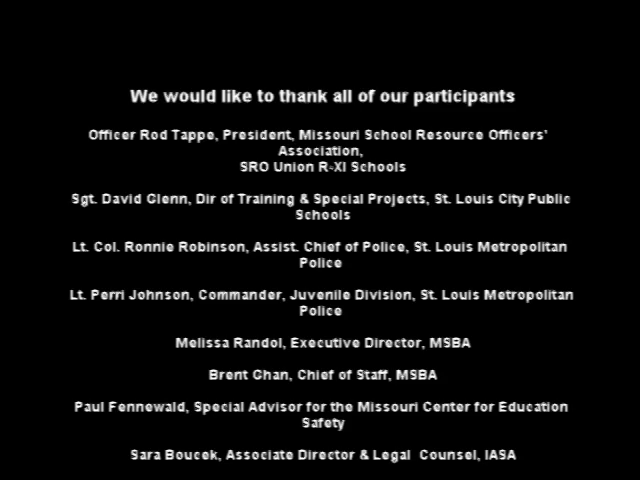 We would like to thank all of our participants
Officer Rod Tappe, President, Missouri School Resource Officers'
Association,
SRO Union R-XI Schools
Sgt. David Glenn, Dir of Training & Special Projects, St. Louis City Public
Schools
Lt. Col. Ronnie Robinson, Assist. Chief of Police, St. Louis Metropolitan
Police
Lt. Perri Johnson, Commander, Juvenile Division, St. Louis Metropolitan
Police
Melissa Randol, Executive Director, MSBA
Brent Ghan, Chief of Staff, MSBA
Paul Fennewald, Special Advisor for the Missouri Center for Education
Safety
Sara Boucek, Associate Director & Legal  Counsel, IASA